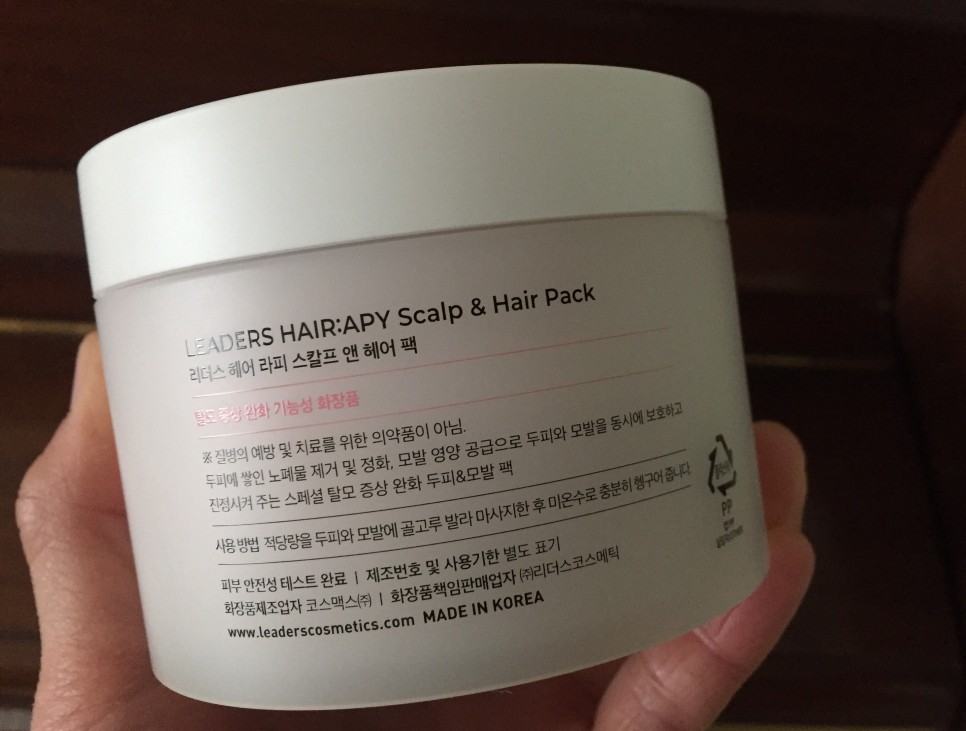 LEADERS HAIR:APY Scalp & Hair Pack
리더스 헤어 라피 스칼프 앤 헤어 팩
탈모 증상 완화 기능성 화장품
※ 질병의 예방 및 치료를 위한 의약품이 아님.
두피에 쌓인 노폐물 제거 및 정화, 모발 영양 공급으로 두피와 모발을 동시에 보호하고
진정시켜 주는 스페셜 탈모 증상 완화 두피&모발 팩
사용방법 적당량을 두피와 모발에 골고루 발라 마사지한 후 미온수로 충분히 헹구어 줍니다.
피부 안전성 테스트 완료 | 제조번호 및 사용기한 별도 표기
화장품제조업자 코스맥스㈜ | 화장품책임판매업자 ㈜리더스코스메틱
www.leaderscosmetics.com MADE IN KOREA
PP